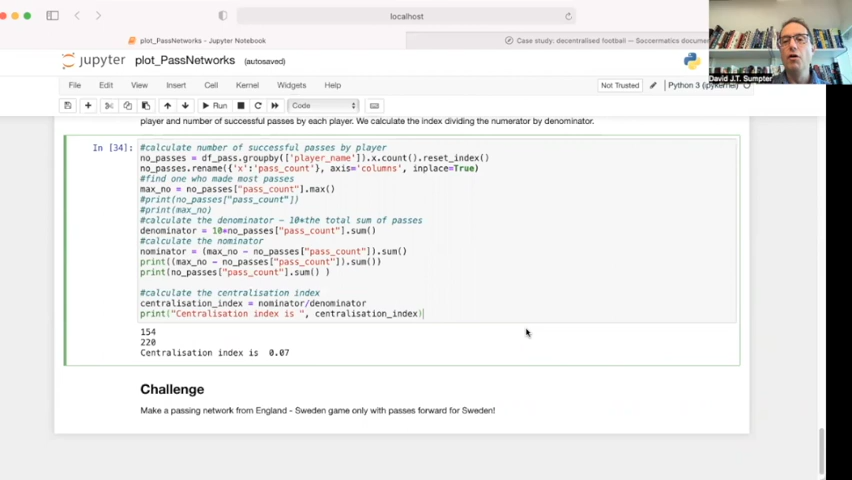 localhost
plot_PassNetworks - Jupyter Notebook
Case study: decentralised football — Soccermatics docume
jupyter plot_PassNetworks (autosaved)
David J.T. Sumpter
File Edit View Insert Cell Kernel Widgets Help
Not Trusted
Python 3 (ipykerne
Run
Code
player and number of successful passes by each player. We calculate the index dividing the numerator by denominator.
In [34]:
#calculate number of successful passes by player
no_passes = df_pass.groupby(['player_name']).x.count().reset_index()
no_passes.rename({'x':'pass_count'}, axis='columns', inplace=True)
#find one who made most passes
max_no = no_passes["pass_count"].max()
#print(no_passes["pass_count"])
#print(max_no)
#calculate the denominator - 10*the total sum of passes
denominator = 10*no_passes["pass_count"].sum()
#calculate the nominator
nominator = (max_no - no_passes["pass_count"]).sum()
print((max_no - no_passes["pass_count"]).sum())
print(no_passes["pass_count"].sum() )
#calculate the centralisation index
centralisation_index = nominator/denominator
print("Centralisation index is ", centralisation_index)
154
220
Centralisation index is  0.07
Challenge
Make a passing network from England - Sweden game only with passes forward for Sweden!